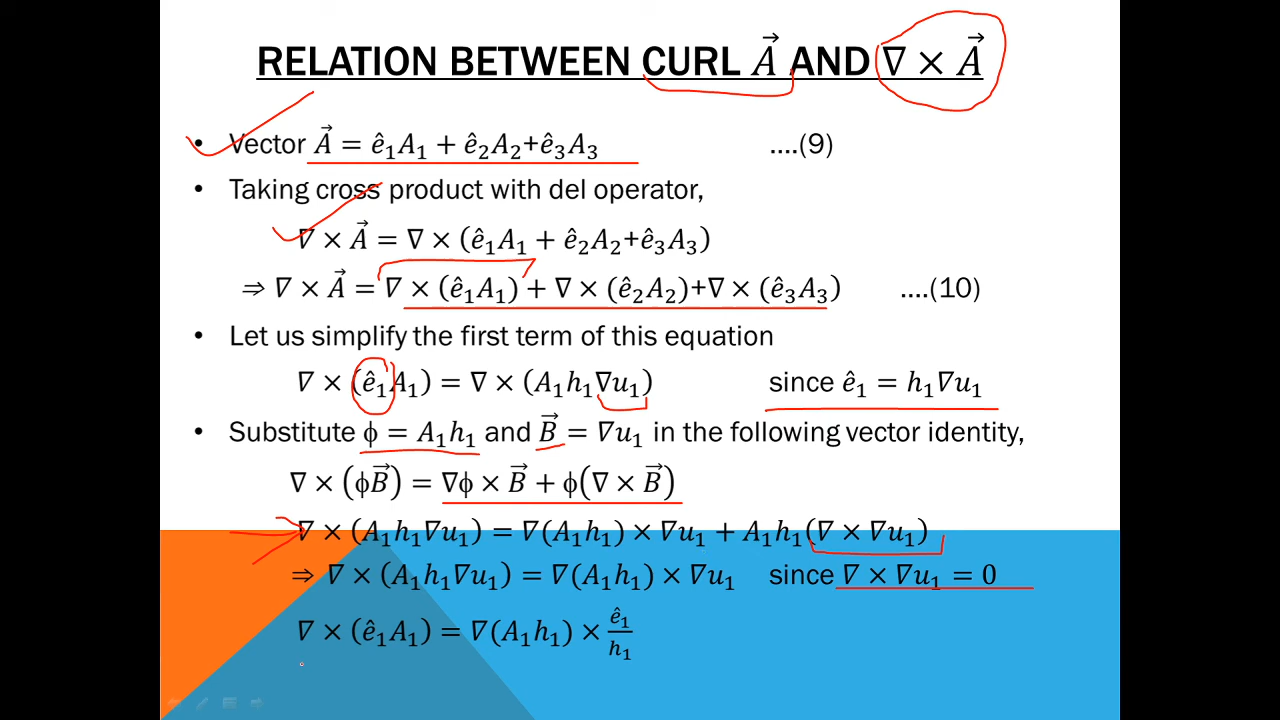 RELATION BETWEEN CURL A⃗ AND ∇ × A⃗
• Vector A⃗ = ê₁A₁ + ê₂A₂+ê₃A₃ ....(9)
• Taking cross product with del operator,
∇ × A⃗ = ∇ × (ê₁A₁ + ê₂A₂+ê₃A₃)
⇒ ∇ × A⃗ = ∇ × (ê₁A₁) + ∇ × (ê₂A₂)+∇ × (ê₃A₃) ....(10)
• Let us simplify the first term of this equation
∇ × (ê₁A₁) = ∇ × (A₁h₁∇u₁) since ê₁ = h₁∇u₁
• Substitute ϕ = A₁h₁ and B⃗ = ∇u₁ in the following vector identity,
∇ × (ϕB⃗) = ∇ϕ × B⃗ + ϕ(∇ × B⃗)
∇ × (A₁h₁∇u₁) = ∇(A₁h₁) × ∇u₁ + A₁h₁(∇ × ∇u₁)
⇒ ∇ × (A₁h₁∇u₁) = ∇(A₁h₁) × ∇u₁ since ∇ × ∇u₁ = 0
∇ × (ê₁A₁) = ∇(A₁h₁) × ê₁/h₁